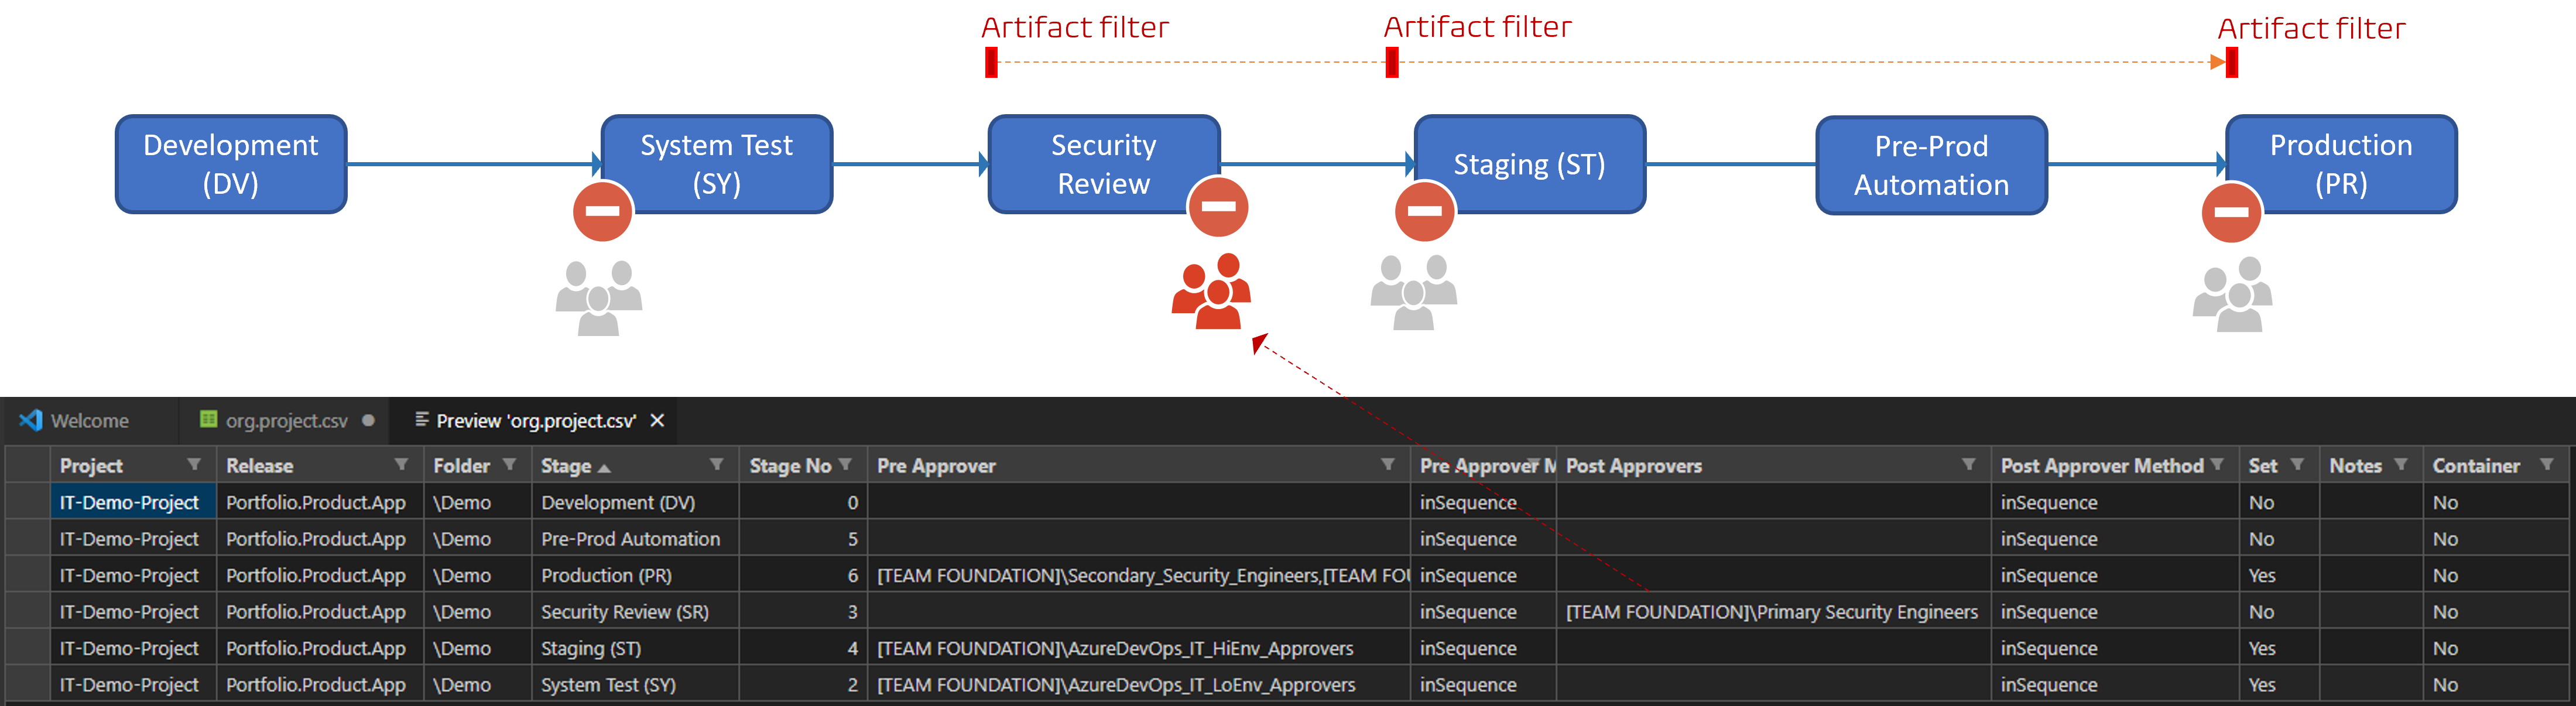 Artifact filter
Artifact filter
Artifact filter
Development
(DV)
System Test
(SY)
Security
Review
Staging (ST)
Pre-Prod
Automation
Production
(PR)
Welcome
org.project.csv
Preview 'org.project.csv'
Project Release Folder Stage Stage No Pre Approver Pre Approver M Post Approvers Post Approver Method Set Notes Container
IT-Demo-Project Portfolio.Product.App \Demo Development (DV) 0 inSequence inSequence No No
IT-Demo-Project Portfolio.Product.App \Demo Pre-Prod Automation 5 inSequence inSequence No No
IT-Demo-Project Portfolio.Product.App \Demo Production (PR) 6 [TEAM FOUNDATION]\Secondary_Security_Engineers,[TEAM FOU inSequence inSequence Yes No
IT-Demo-Project Portfolio.Product.App \Demo Security Review (SR) 3 inSequence [TEAM FOUNDATION]\Primary Security Engineers inSequence No No
IT-Demo-Project Portfolio.Product.App \Demo Staging (ST) 4 [TEAM FOUNDATION]\AzureDevOps_IT_HiEnv_Approvers inSequence inSequence Yes No
IT-Demo-Project Portfolio.Product.App \Demo System Test (SY) 2 [TEAM FOUNDATION]\AzureDevOps_IT_LoEnv_Approvers inSequence inSequence Yes No